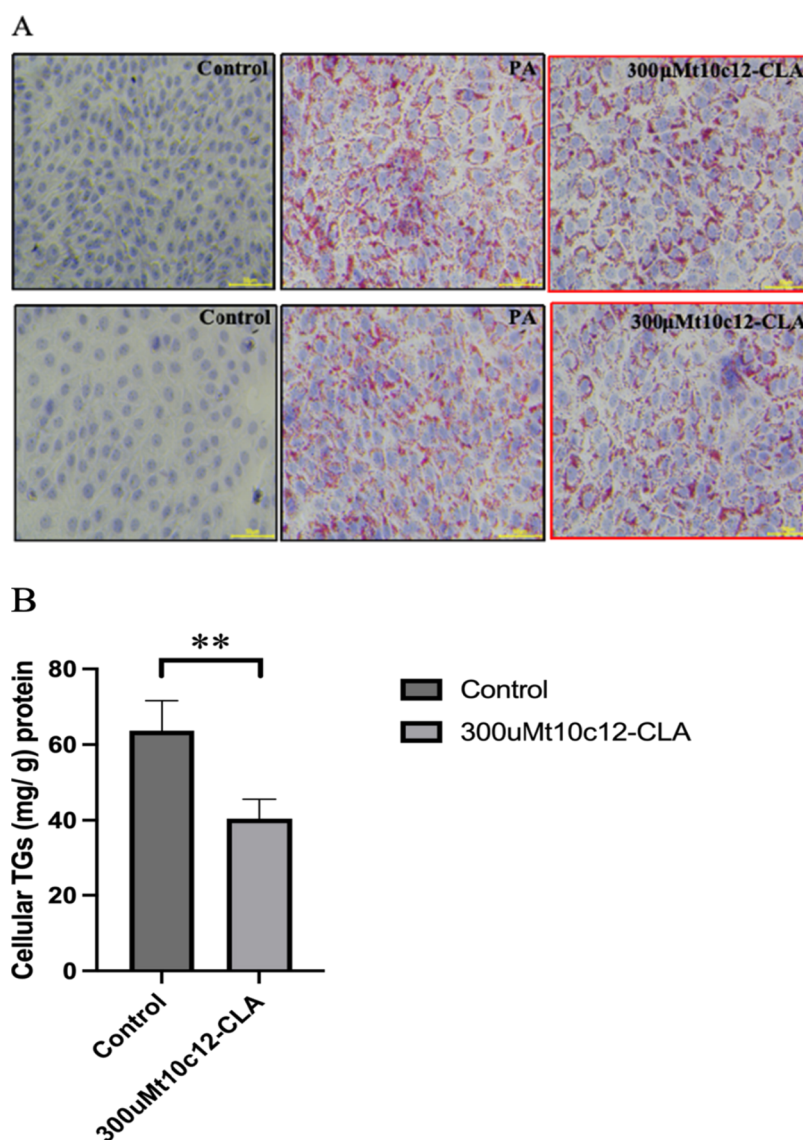 A
Control PA 300μMt10c12-CLA
Control PA 300μMt10c12-CLA
B
**
Cellular TGs (mg/ g) protein
80
60
40
20
0
Control
300uMt10c12-CLA
Control
300uMt10c12-CLA